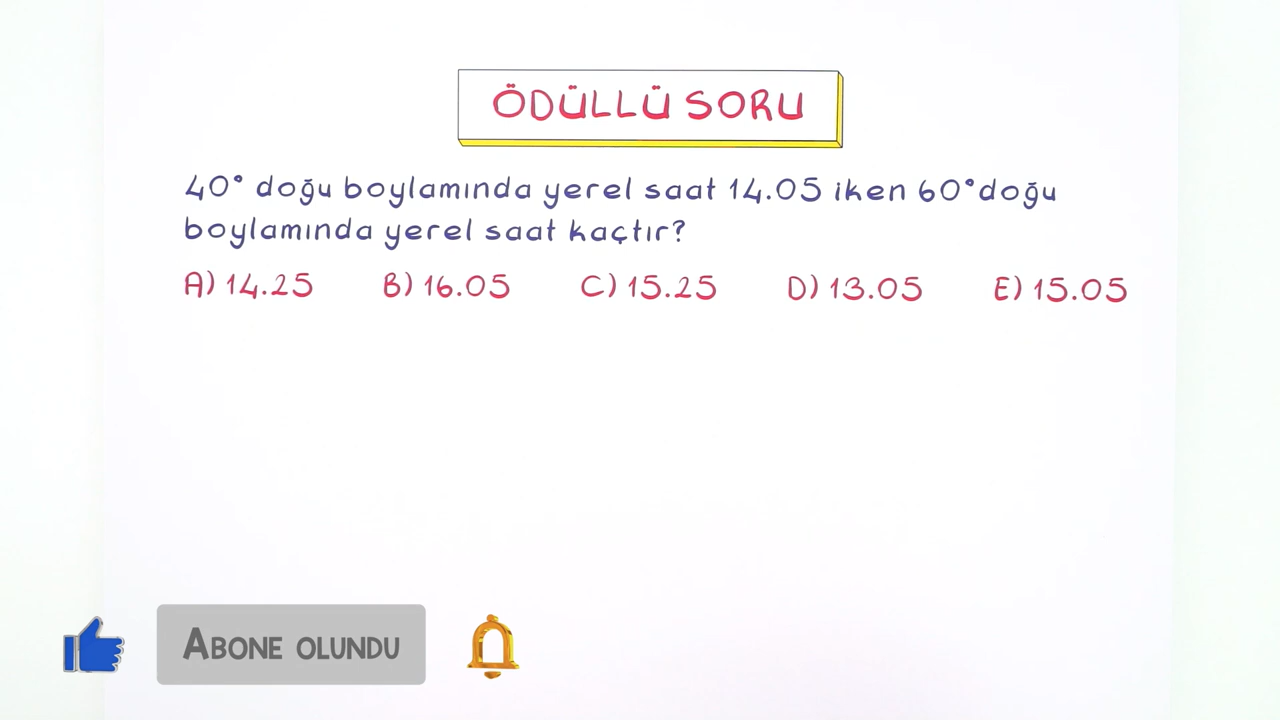 ÖDÜLLÜ SORU
40° doğu boylamında yerel saat 14.05 iken 60° doğu
boylamında yerel saat kaçtır?
A) 14.25 B) 16.05 C) 15.25 D) 13.05 E) 15.05
ABONE OLUNDU